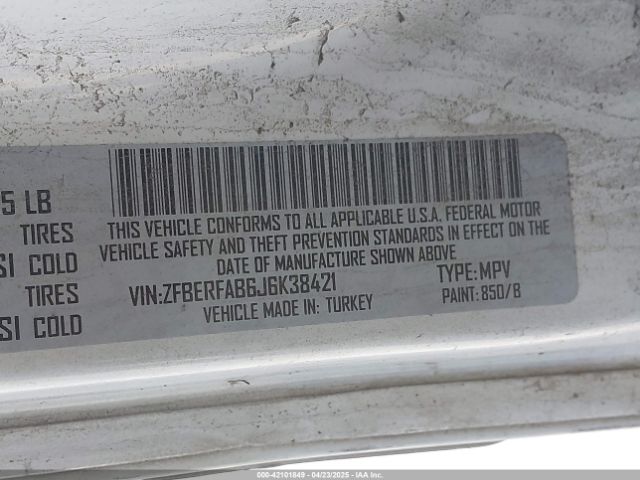 5 LB
TIRES
SI COLD
TIRES
SI COLD
THIS VEHICLE CONFORMS TO ALL APPLICABLE U.S.A. FEDERAL MOTOR
VEHICLE SAFETY AND THEFT PREVENTION STANDARDS IN EFFECT ON THE
DATE OF MANUFACTURE SHOWN ABOVE
VIN:ZFBERFAB6J6K38421 TYPE: MPV
VEHICLE MADE IN: TURKEY PAINT: 850/B
000-42101849 - 04/23/2025 - IAA Inc.